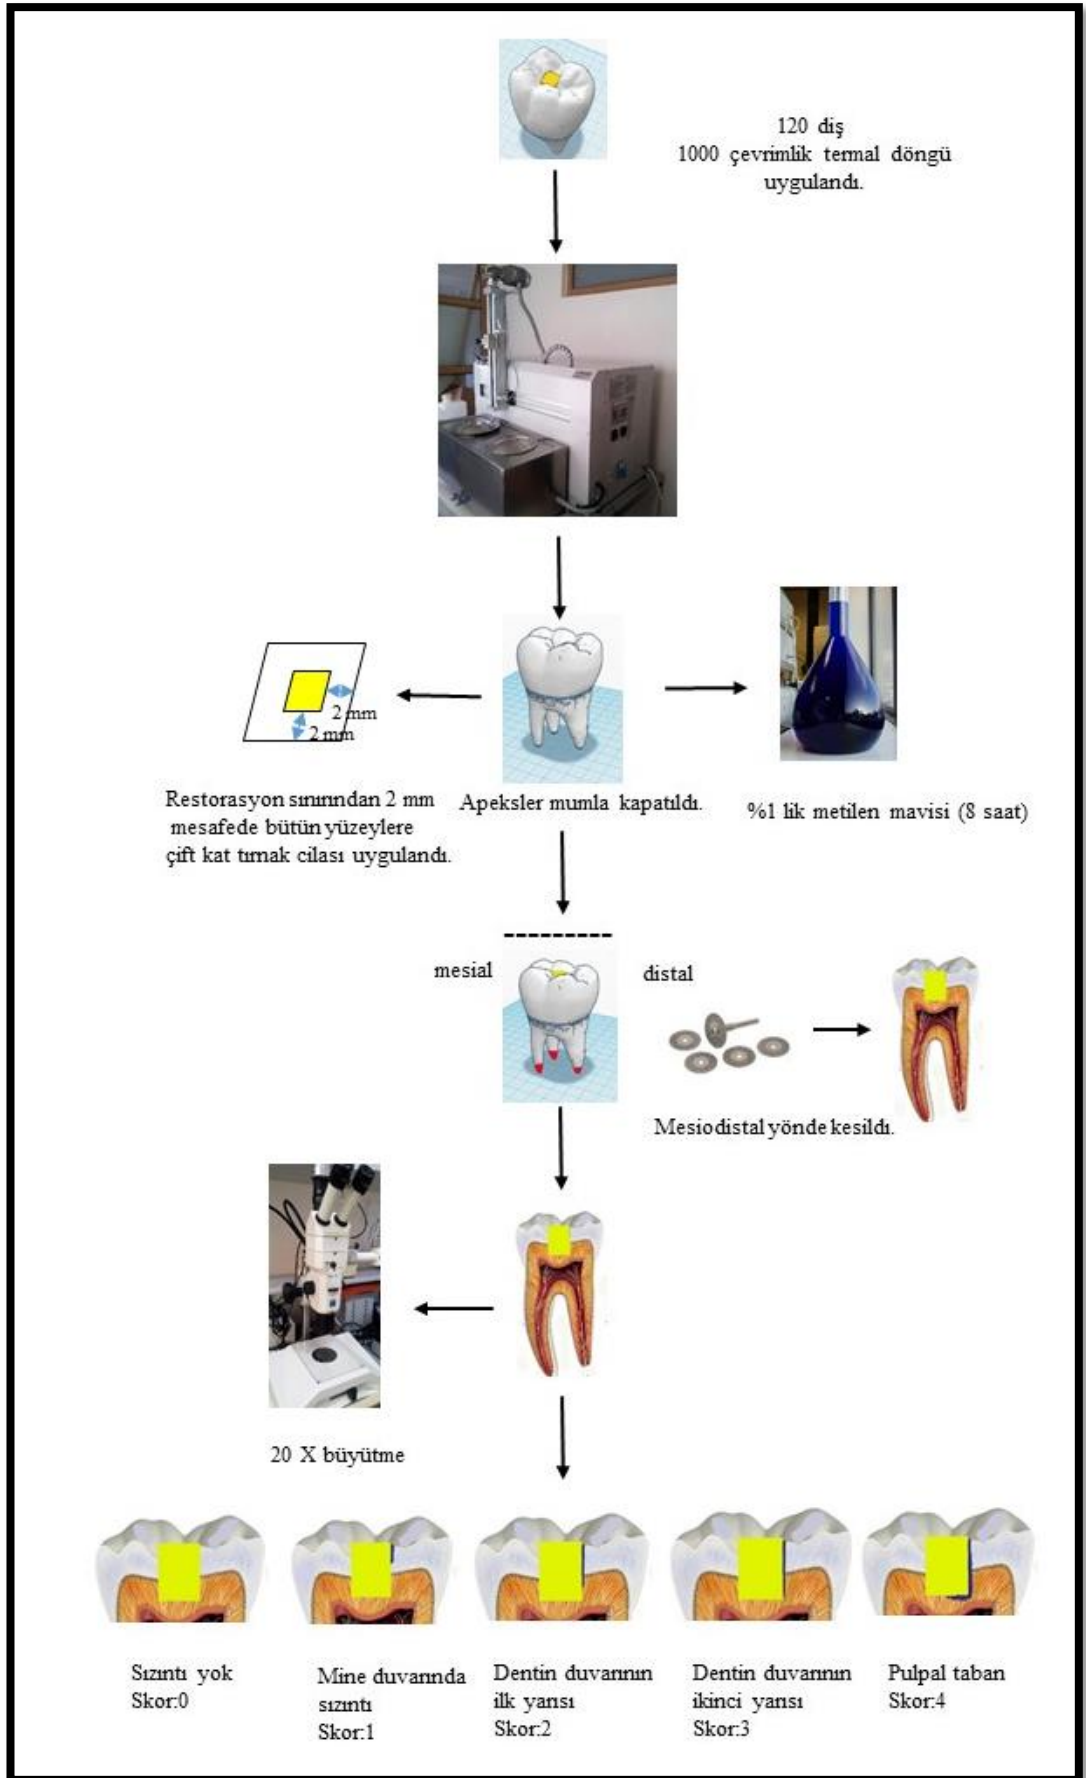 120 diş
1000 çevrimlik termal döngü
uygulandı.
2 mm
2 mm
Restorasyon sınırından 2 mm
mesafede bütün yüzeylere
çift kat tırnak cilası uygulandı.
Apeksler mumla kapatıldı.
%1 lik metilen mavisi (8 saat)
mesial
distal
Mesiodistal yönde kesildı.
20 X büyütme
Sızıntı yok
Skor:0
Mine duvarında
sızıntı
Skor:1
Dentin duvarının
ilk yarısı
Skor:2
Dentin duvarının
ikinci yarısı
Skor:3
Pulpal taban
Skor:4